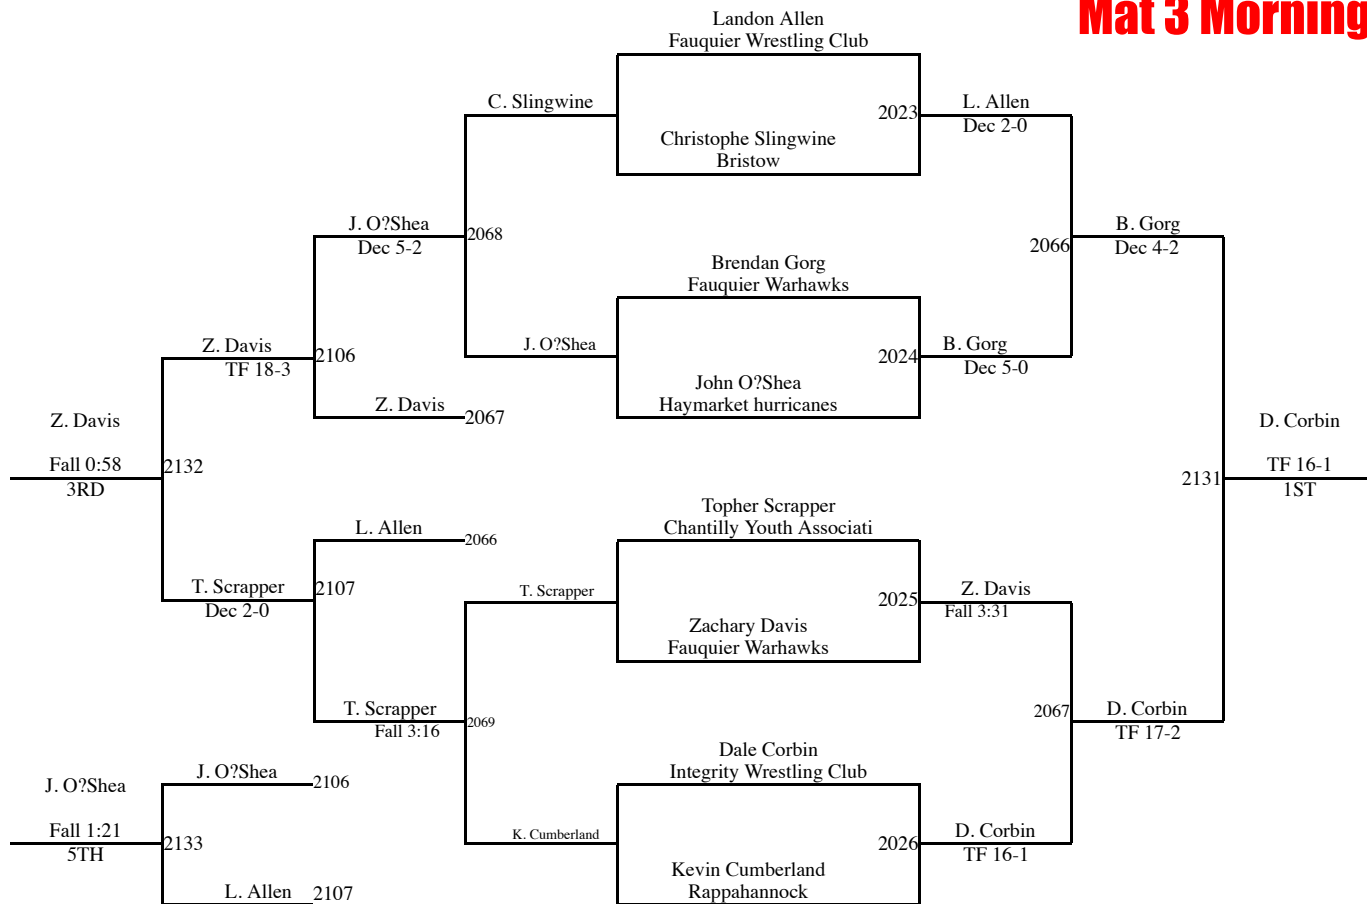 Mat 3 Morning
Landon Allen
Fauquier Wrestling Club
C. Slingwine
2023
L. Allen
Dec 2-0
Christophe Slingwine
Bristow
J. O?Shea
Dec 5-2
2068
2066
B. Gorg
Dec 4-2
Brendan Gorg
Fauquier Warhawks
Z. Davis
TF 18-3
2106
J. O?Shea
2024
B. Gorg
Dec 5-0
John O?Shea
Haymarket hurricanes
Z. Davis
2067
Z. Davis
Fall 0:58
3RD
2132
D. Corbin
TF 16-1
1ST
2131
Topher Scrapper
Chantilly Youth Associati
L. Allen
2066
T. Scrapper
Dec 2-0
2107
T. Scrapper
2025
Z. Davis
Fall 3:31
Zachary Davis
Fauquier Warhawks
T. Scrapper
Fall 3:16
2069
2067
D. Corbin
TF 17-2
Dale Corbin
Integrity Wrestling Club
J. O?Shea
Fall 1:21
5TH
J. O?Shea
2106
2133
K. Cumberland
2026
D. Corbin
TF 16-1
Kevin Cumberland
Rappahannock
L. Allen
2107